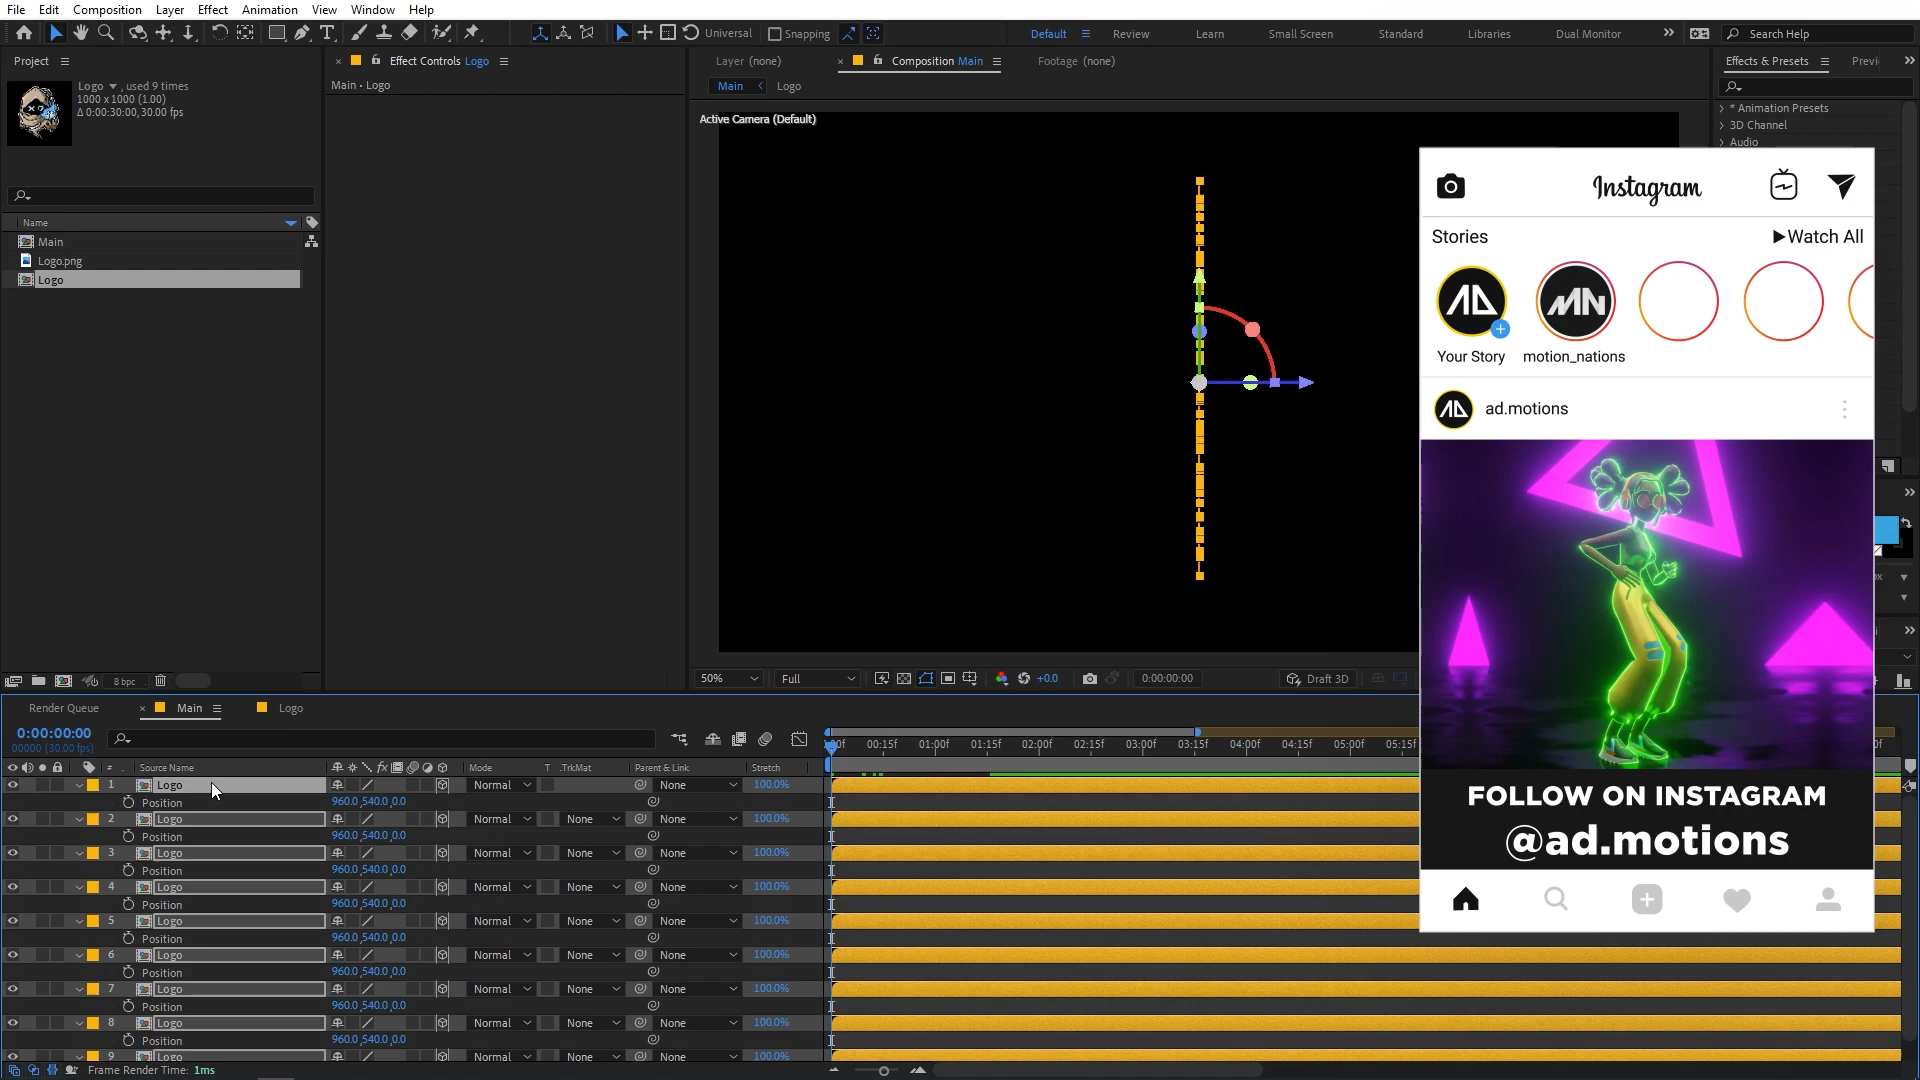 File Edit Composition Layer Effect Animation View Window Help
Universal Snapping Default Review Learn Small Screen Standard Libraries Dual Monitor Search Help
Project
Effect Controls Logo
Layer (none)
Composition Main
Footage (none)
Effects & Presets
Main • Logo
Main Logo
Logo , used 9 times
1000 x 1000 (1.00)
Δ 0:00:30:00, 30.00 fps
Active Camera (Default)
* Animation Presets
3D Channel
Audio
Name
Main
Logo.png
Logo
Instagram
Stories
Watch All
Your Story
motion_nations
ad.motions
FOLLOW ON INSTAGRAM
@ad.motions
8 bpc
50% Full +0.0 0:00:00:00 Draft 3D
Render Queue
Main
Logo
0:00:00:00
00000 (30.00 fps)
00:15f 01:00f 01:15f 02:00f 02:15f 03:00f 03:15f 04:00f 04:15f 05:00f 05:15f
# Source Name fx Mode T .TrkMat Parent & Link Stretch
1 Logo Normal None 100.0%
Position 960.0,540.0,0.0
2 Logo Normal None None 100.0%
Position 960.0,540.0,0.0
3 Logo Normal None None 100.0%
Position 960.0,540.0,0.0
4 Logo Normal None None 100.0%
Position 960.0,540.0,0.0
5 Logo Normal None None 100.0%
Position 960.0,540.0,0.0
6 Logo Normal None None 100.0%
Position 960.0,540.0,0.0
7 Logo Normal None None 100.0%
Position 960.0,540.0,0.0
8 Logo Normal None None 100.0%
Position 960.0,540.0,0.0
9 Logo Normal None None 100.0%
Frame Render Time: 1ms